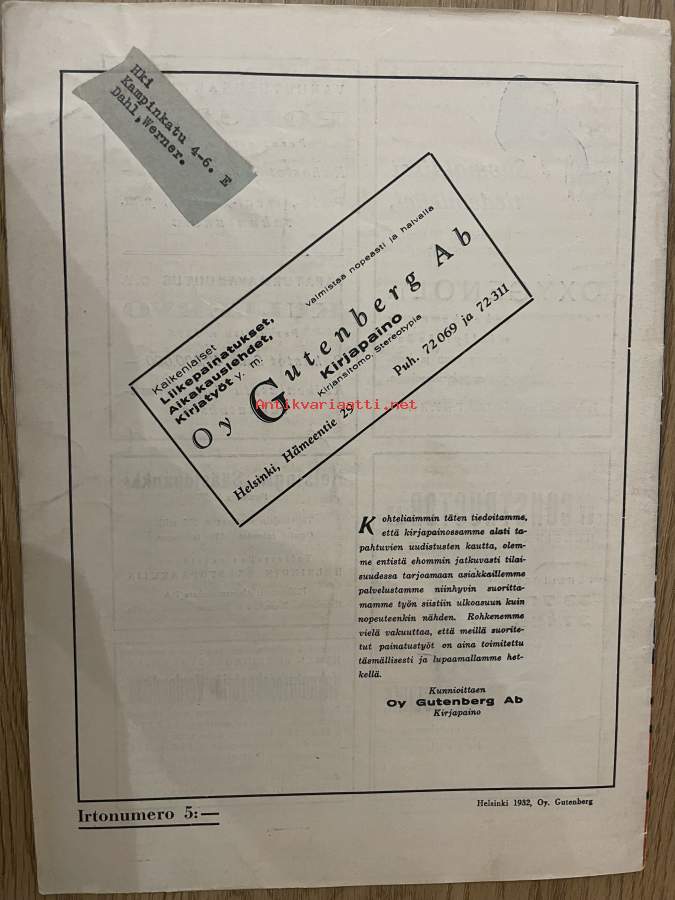 Hki
Kampinkatu 4-6. E
Dahl,Werner.
Kaikenlaiset
Liikepainatukset,
Aikakauslehdet,
Kirjatyöt y. m.
valmistaa nopeasti ja halvalla
Oy Gutenberg Ab
Kirjapaino
Kirjansitomo, Stereotypia
Helsinki, Hämeentie 29
Puh. 72 069 ja 72 311
Antikvariaatti.net
Kohteliaimmin täten tiedoitamme,
että kirjapainossamme alati ta-
pahtuvien uudistusten kautta, olem-
me entistä ehommin jatkuvasti tilai-
suudessa tarjoamaan asiakkaillemme
palvelustamme niinhyvin suoritta-
mamme työn siistiin ulkoasuun kuin
nopeuteenkin nähden. Rohkenemme
vielä vakuuttaa, että meillä suorite-
tut painatustyöt on aina toimitettu
täsmällisesti ja lupaamallamme het-
kellä.
Kunnioittaen
Oy Gutenberg Ab
Kirjapaino
Irtonumero 5:—
Helsinki 1932, Oy. Gutenberg